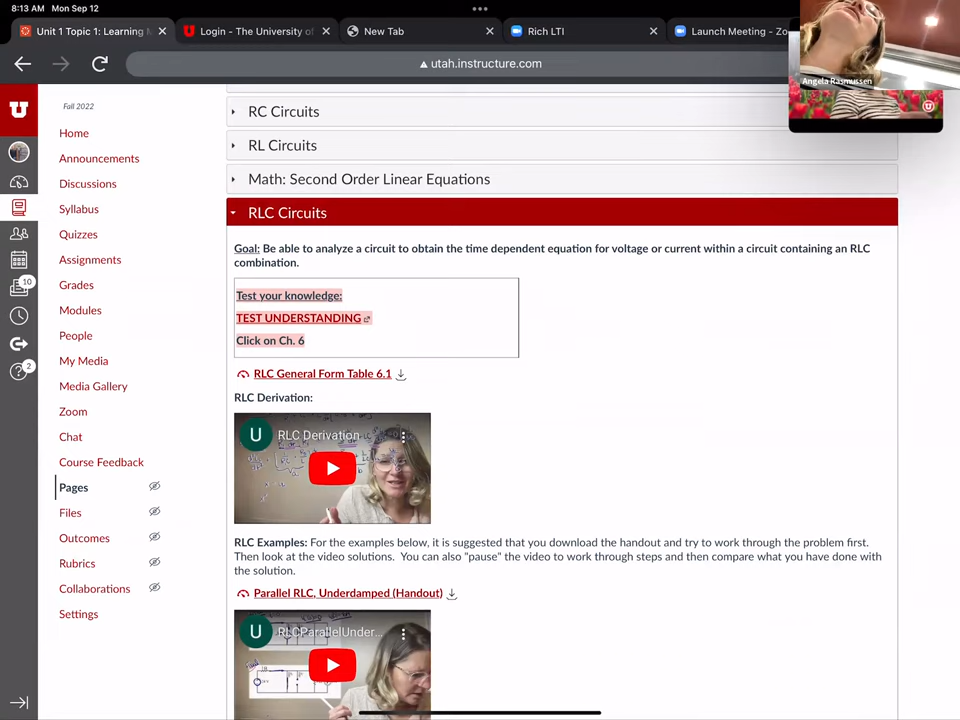 8:13 AM Mon Sep 12
Unit 1 Topic 1: Learning M
Login - The University of
New Tab
Rich LTI
Launch Meeting - Zo
utah.instructure.com
Angela Rasmussen
Fall 2022
Home
Announcements
Discussions
Syllabus
Quizzes
Assignments
Grades
Modules
People
My Media
Media Gallery
Zoom
Chat
Course Feedback
Pages
Files
Outcomes
Rubrics
Collaborations
Settings
10
2
RC Circuits
RL Circuits
Math: Second Order Linear Equations
RLC Circuits
Goal: Be able to analyze a circuit to obtain the time dependent equation for voltage or current within a circuit containing an RLC
combination.
Test your knowledge:
TEST UNDERSTANDING
Click on Ch. 6
RLC General Form Table 6.1
RLC Derivation:
U RLC Derivation
RLC Examples: For the examples below, it is suggested that you download the handout and try to work through the problem first.
Then look at the video solutions. You can also "pause" the video to work through steps and then compare what you have done with
the solution.
Parallel RLC, Underdamped (Handout)
U RLCParallelUnder...